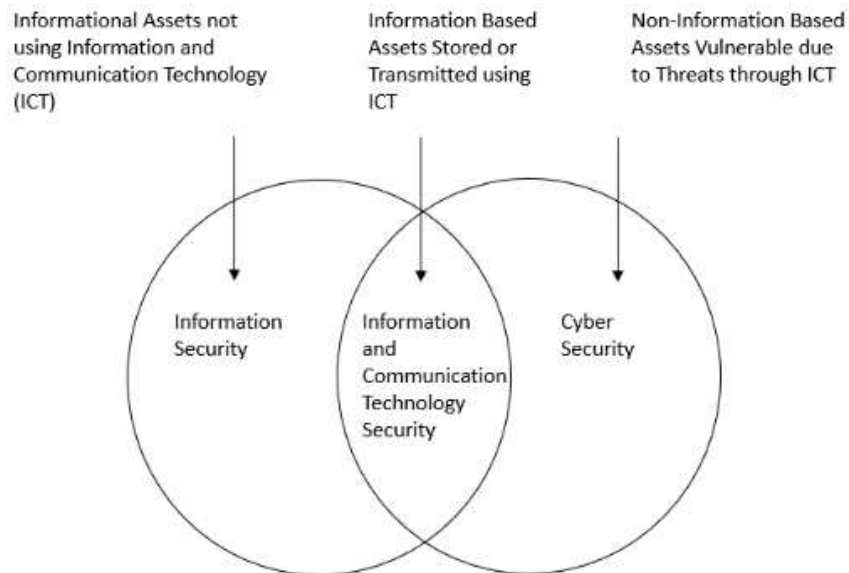 Informational Assets not
using Information and
Communication Technology
(ICT)
Information Based
Assets Stored or
Transmitted using
ICT
Non-Information Based
Assets Vulnerable due
to Threats through ICT
Information
Security
Information
and
Communication
Technology
Security
Cyber
Security